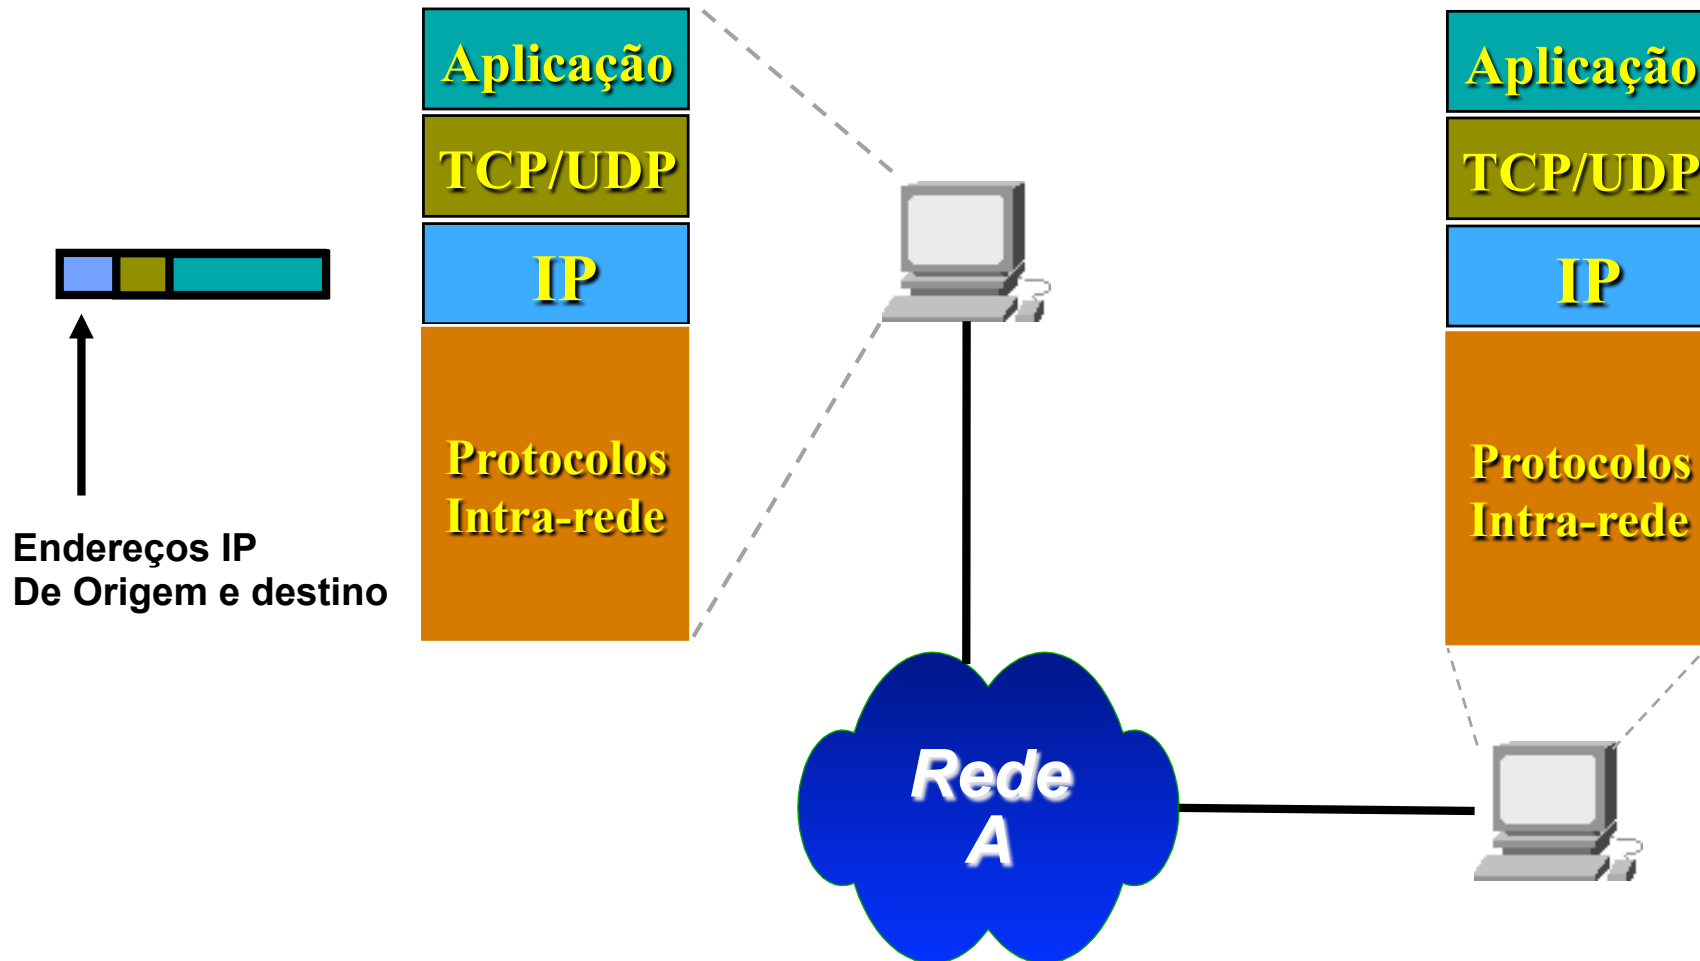 Aplicação
TCP/UDP
IP
Protocolos
Intra-rede
Endereços IP
De Origem e destino
Rede
A
Aplicação
TCP/UDP
IP
Protocolos
Intra-rede